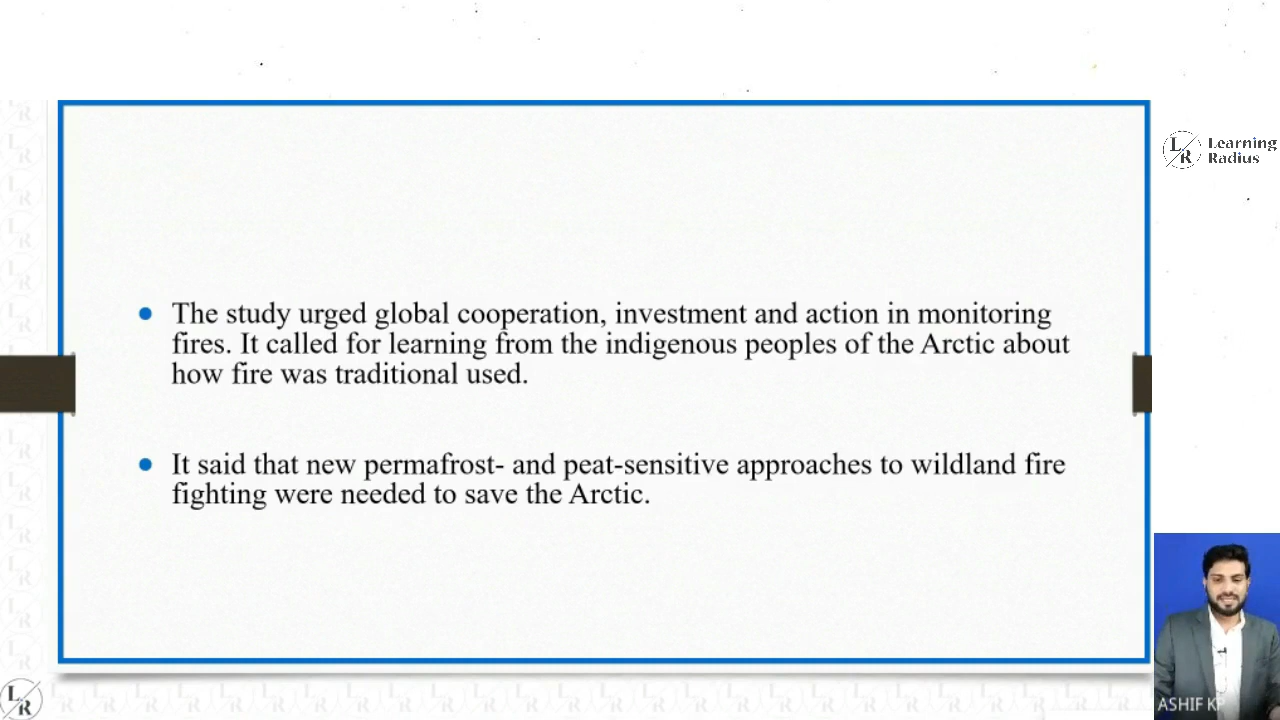 Learning
Radius
The study urged global cooperation, investment and action in monitoring
fires. It called for learning from the indigenous peoples of the Arctic about
how fire was traditional used.
It said that new permafrost- and peat-sensitive approaches to wildland fire
fighting were needed to save the Arctic.
L
R
L
R
ASHIF KP